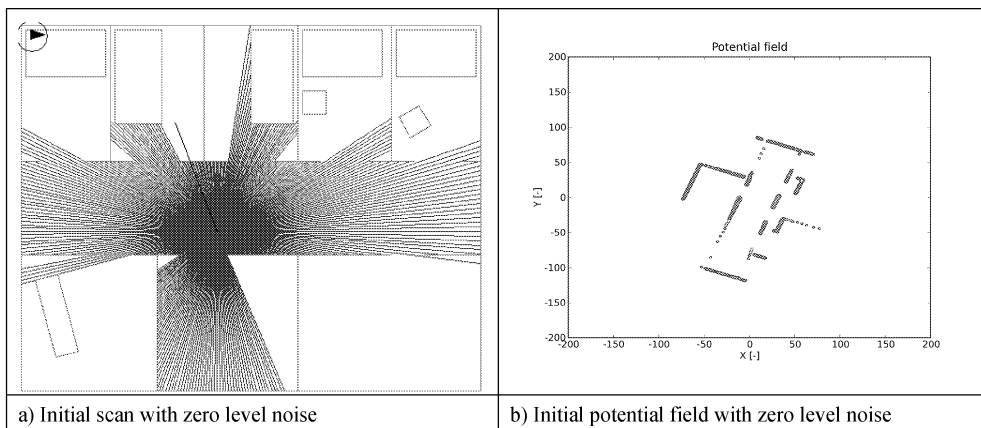 Potential field
200
150
100
50
0
-50
-100
-150
-200
Y [-]
-200 -150 -100 -50 0 50 100 150 200
X [-]
a) Initial scan with zero level noise
b) Initial potential field with zero level noise